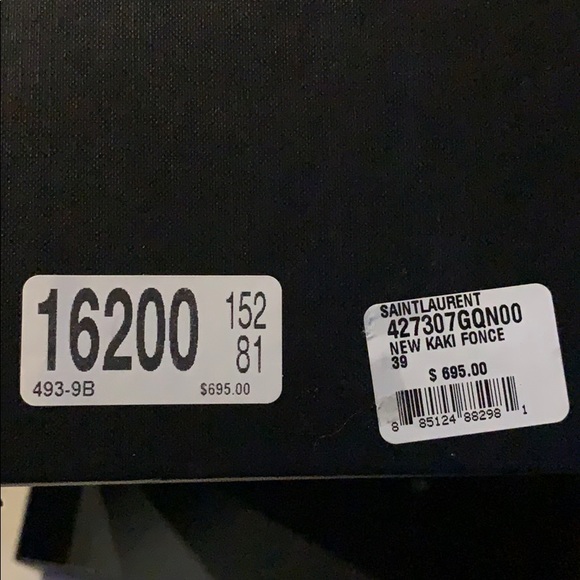 16200
152
81
493-9B
$695.00
SAINTLAURENT
427307GQN00
NEW KAKI FONCE
39
$ 695.00
8 85124 88298 1